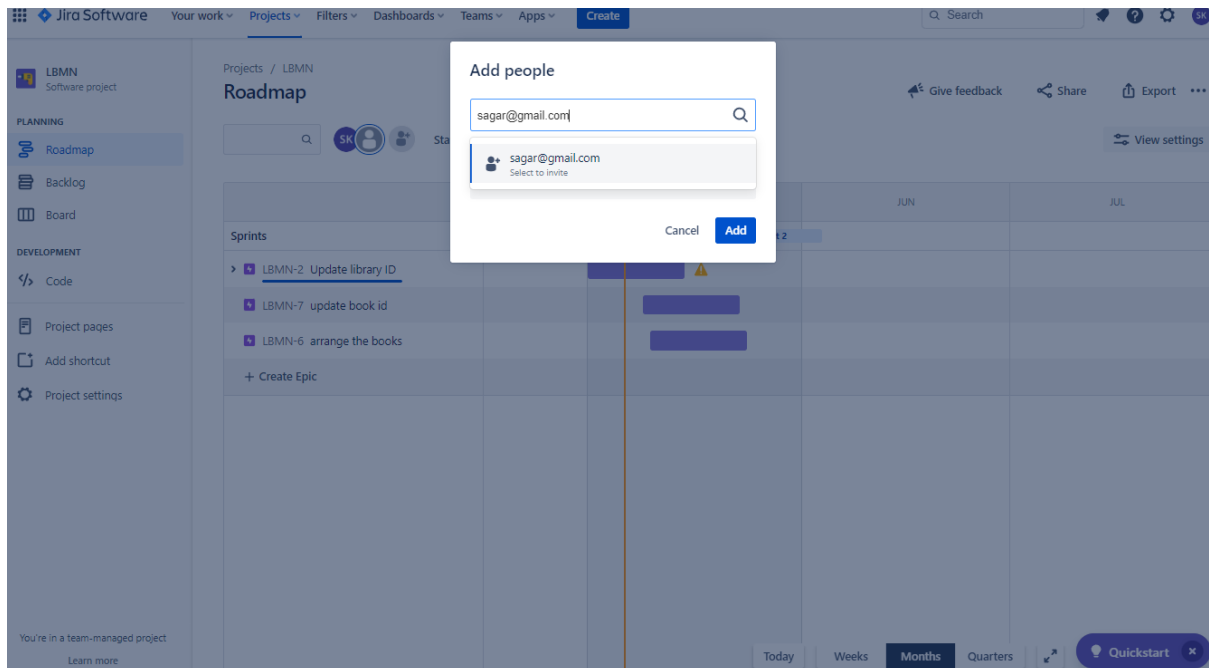 Jira Software Your work Projects Filters Dashboards Teams Apps Create Search SK
LBMN
Software project
PLANNING
Roadmap
Backlog
Board
DEVELOPMENT
Code
Project pages
Add shortcut
Project settings
You're in a team-managed project
Learn more
Projects / LBMN
Roadmap
Give feedback Share Export
SK Sta
View settings
Add people
sagar@gmail.com
sagar@gmail.com
Select to invite
Cancel Add
JUN JUL
Sprints t 2
LBMN-2 Update library ID
LBMN-7 update book id
LBMN-6 arrange the books
+ Create Epic
Today Weeks Months Quarters
Quickstart